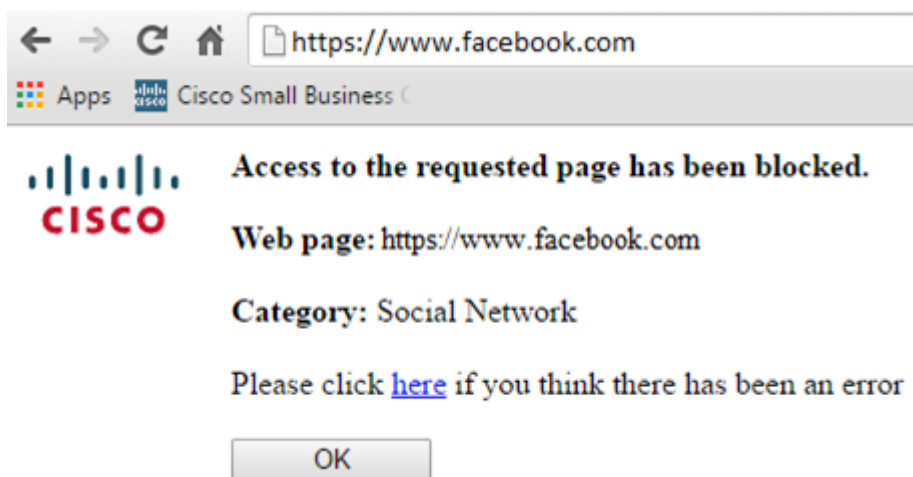 https://www.facebook.com
Apps Cisco Small Business
CISCO
Access to the requested page has been blocked.
Web page: https://www.facebook.com
Category: Social Network
Please click here if you think there has been an error
OK